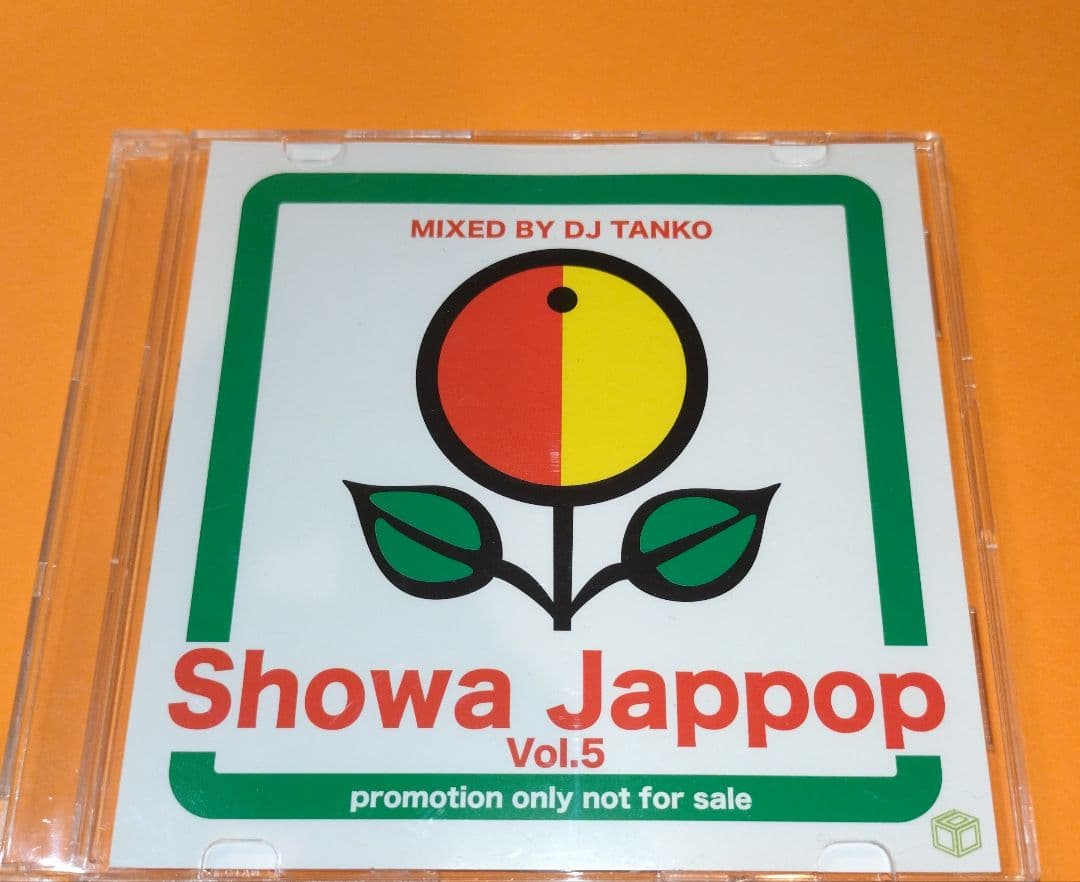 MIXED BY DJ TANKO
Showa Jappop
Vol.5
promotion only not for sale